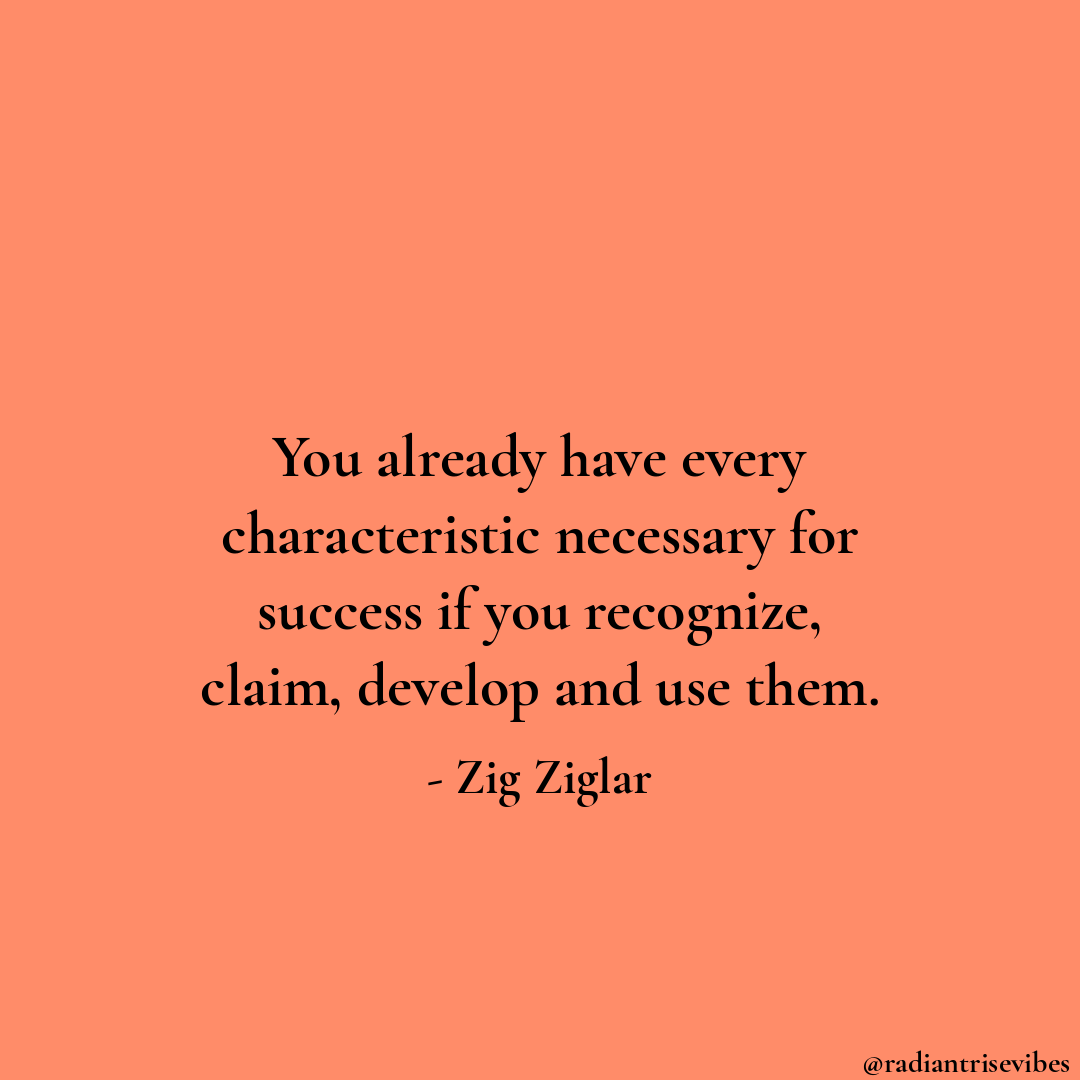 You already have every
characteristic necessary for
success if you recognize,
claim, develop and use them.
- Zig Ziglar
@radiantrisevibes